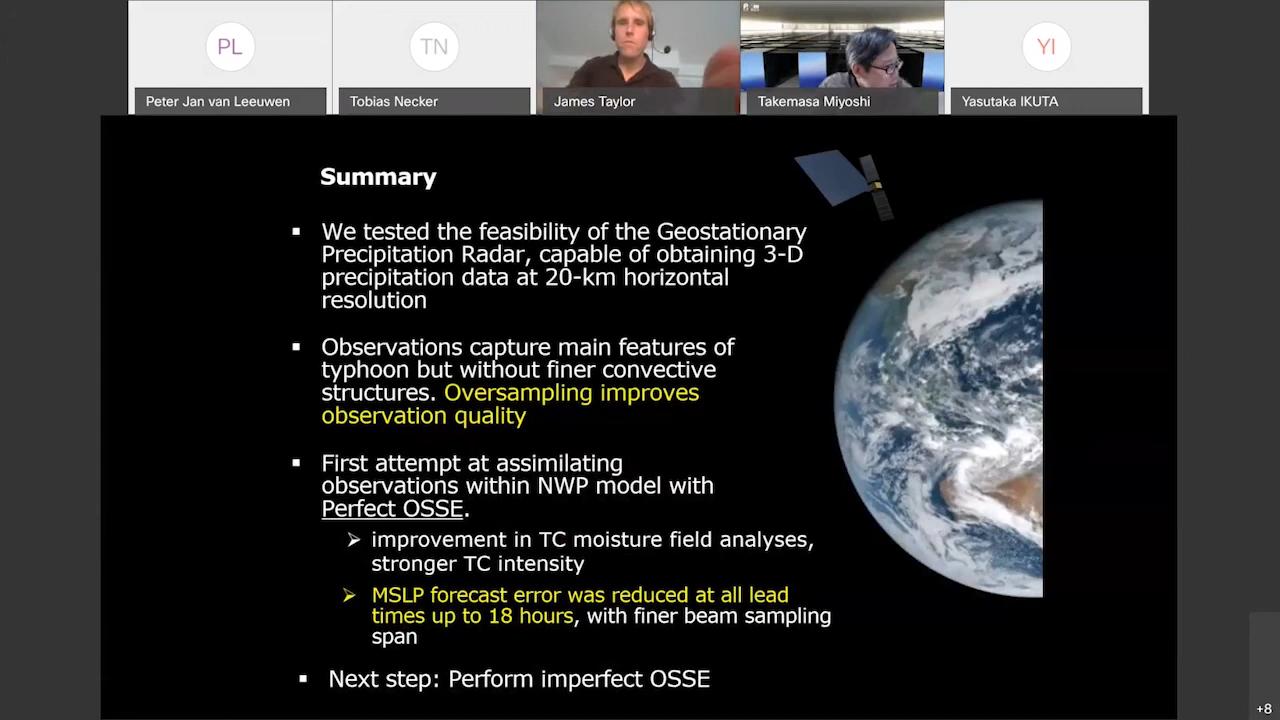 PL
TN
YI
Peter Jan van Leeuwen
Tobias Necker
James Taylor
Takemasa Miyoshi
Yasutaka IKUTA
Summary
▪ We tested the feasibility of the Geostationary
Precipitation Radar, capable of obtaining 3-D
precipitation data at 20-km horizontal
resolution
▪ Observations capture main features of
typhoon but without finer convective
structures. Oversampling improves
observation quality
▪ First attempt at assimilating
observations within NWP model with
Perfect OSSE.
➢ improvement in TC moisture field analyses,
stronger TC intensity
➢ MSLP forecast error was reduced at all lead
times up to 18 hours, with finer beam sampling
span
▪ Next step: Perform imperfect OSSE
+8